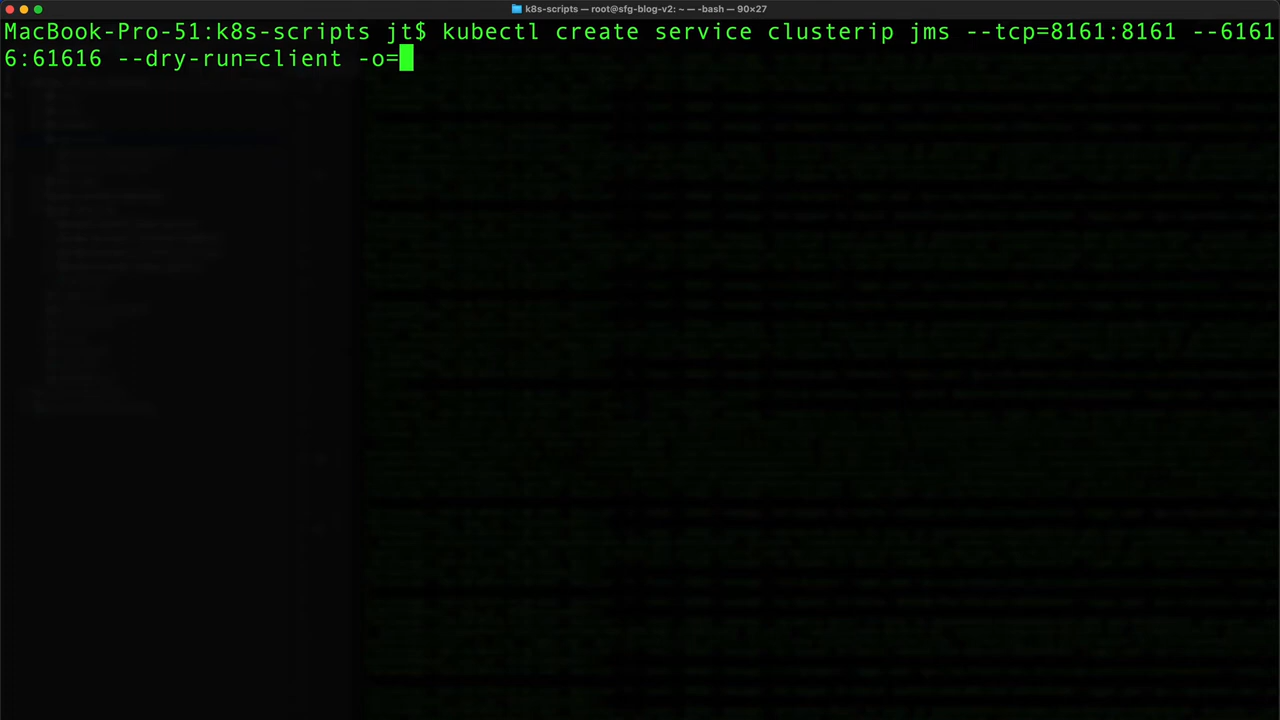 k8s-scripts — root@sfg-blog-v2: ~ — -bash — 90×27
MacBook-Pro-51:k8s-scripts jt$ kubectl create service clusterip jms --tcp=8161:8161 --6161
6:61616 --dry-run=client -o=